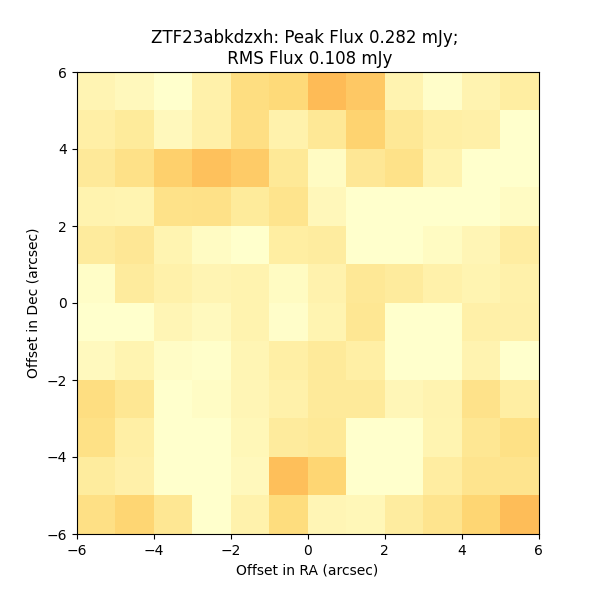 ZTF23abkdzxh: Peak Flux 0.282 mJy;
RMS Flux 0.108 mJy
6
4
2
0
−2
−4
−6
Offset in Dec (arcsec)
−6 −4 −2 0 2 4 6
Offset in RA (arcsec)